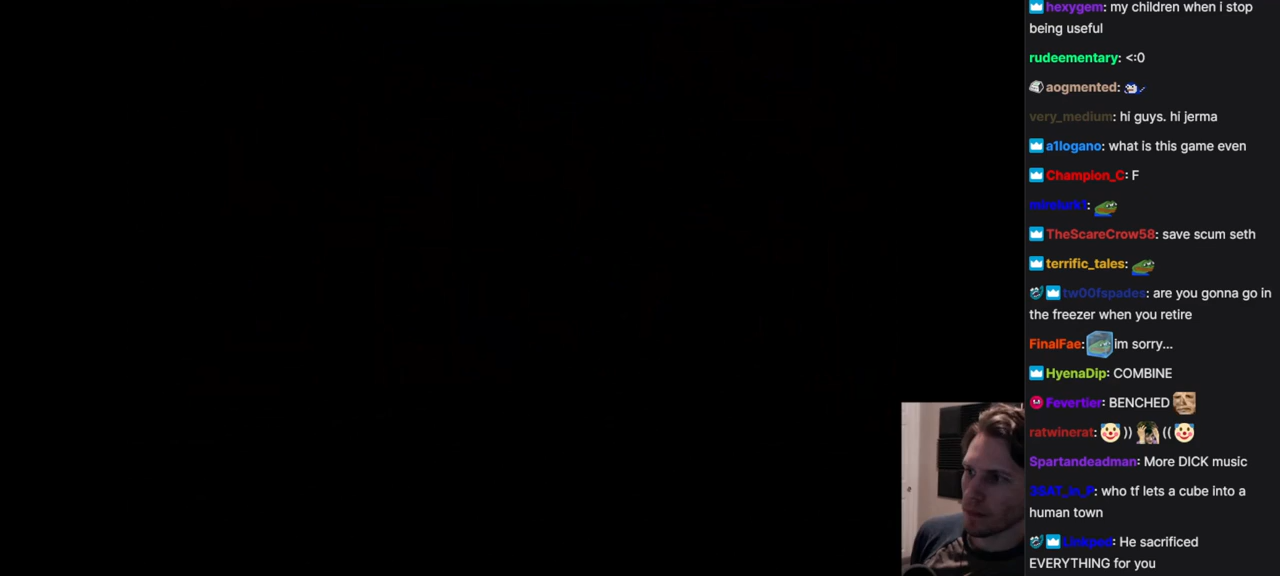 hexygem: my children when i stop
being useful
rudeementary: <:0
aogmented:
very_medium: hi guys. hi jerma
a1logano: what is this game even
Champion_C: F
mirelurk1:
TheScareCrow58: save scum seth
terrific_tales:
tw00fspades: are you gonna go in
the freezer when you retire
FinalFae: im sorry...
HyenaDip: COMBINE
Fevertier: BENCHED
ratwinerat: )) ((
Spartandeadman: More DICK music
3SAT_in_P: who tf lets a cube into a
human town
Linkpod: He sacrificed
EVERYTHING for you